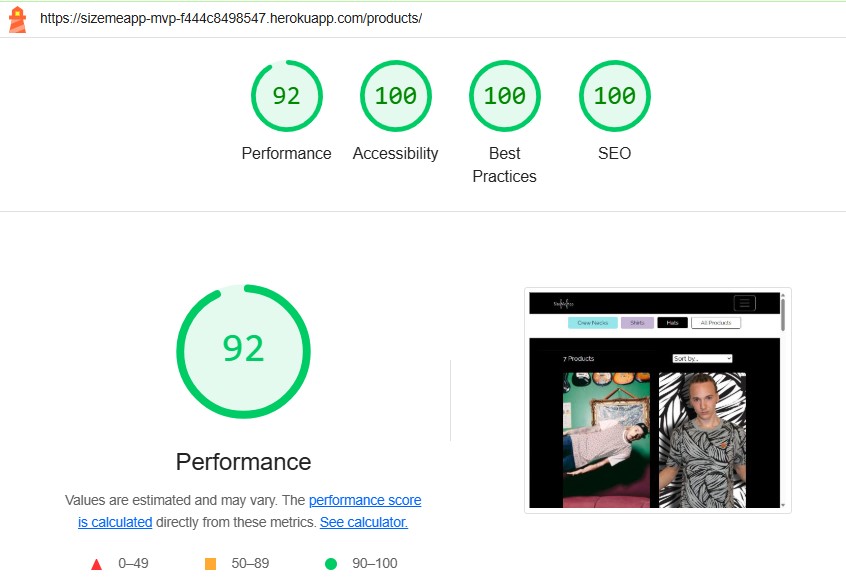 https://sizemeapp-mvp-f444c8498547.herokuapp.com/products/
92
100
100
100
Performance
Accessibility
Best
Practices
SEO
92
Performance
Values are estimated and may vary. The performance score
is calculated directly from these metrics. See calculator.
0–49
50–89
90–100
Crew Necks
Shirts
Hats
All Products
7 Products
Sort by...